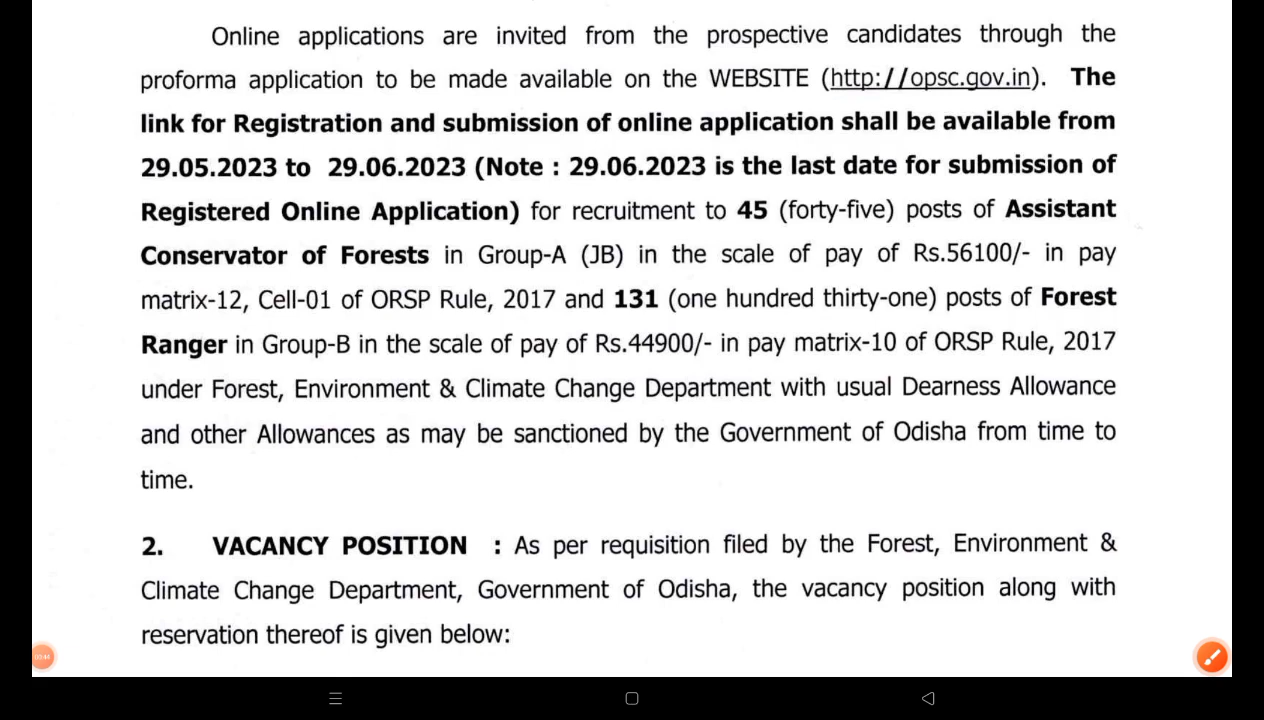 Online applications are invited from the prospective candidates through the
proforma application to be made available on the WEBSITE (http://opsc.gov.in). The
link for Registration and submission of online application shall be available from
29.05.2023 to 29.06.2023 (Note : 29.06.2023 is the last date for submission of
Registered Online Application) for recruitment to 45 (forty-five) posts of Assistant
Conservator of Forests in Group-A (JB) in the scale of pay of Rs.56100/- in pay
matrix-12, Cell-01 of ORSP Rule, 2017 and 131 (one hundred thirty-one) posts of Forest
Ranger in Group-B in the scale of pay of Rs.44900/- in pay matrix-10 of ORSP Rule, 2017
under Forest, Environment & Climate Change Department with usual Dearness Allowance
and other Allowances as may be sanctioned by the Government of Odisha from time to
time.
2. VACANCY POSITION : As per requisition filed by the Forest, Environment &
Climate Change Department, Government of Odisha, the vacancy position along with
reservation thereof is given below:
00:44